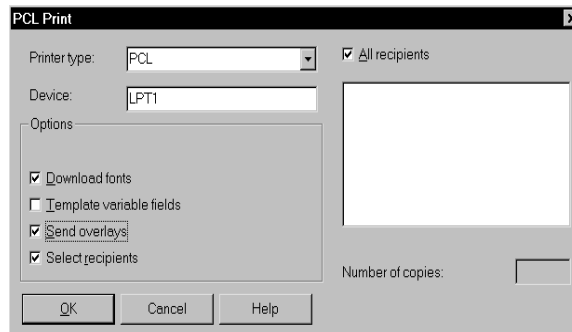 PCL Print
Printer type: PCL
Device: LPT1
Options
Download fonts
Template variable fields
Send overlays
Select recipients
All recipients
Number of copies:
OK Cancel Help